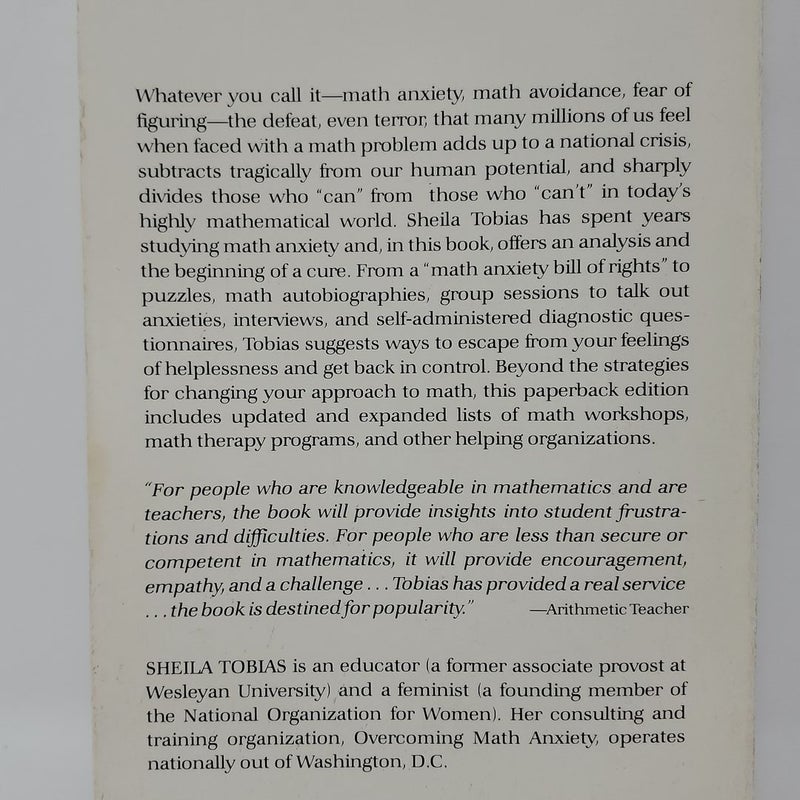 Whatever you call it—math anxiety, math avoidance, fear of
figuring—the defeat, even terror, that many millions of us feel
when faced with a math problem adds up to a national crisis,
subtracts tragically from our human potential, and sharply
divides those who “can” from those who “can’t” in today’s
highly mathematical world. Sheila Tobias has spent years
studying math anxiety and, in this book, offers an analysis and
the beginning of a cure. From a “math anxiety bill of rights” to
puzzles, math autobiographies, group sessions to talk out
anxieties, interviews, and self-administered diagnostic ques-
tionnaires, Tobias suggests ways to escape from your feelings
of helplessness and get back in control. Beyond the strategies
for changing your approach to math, this paperback edition
includes updated and expanded lists of math workshops,
math therapy programs, and other helping organizations.
“For people who are knowledgeable in mathematics and are
teachers, the book will provide insights into student frustra-
tions and difficulties. For people who are less than secure or
competent in mathematics, it will provide encouragement,
empathy, and a challenge . . . Tobias has provided a real service
. . . the book is destined for popularity.” —Arithmetic Teacher
SHEILA TOBIAS is an educator (a former associate provost at
Wesleyan University) and a feminist (a founding member of
the National Organization for Women). Her consulting and
training organization, Overcoming Math Anxiety, operates
nationally out of Washington, D.C.